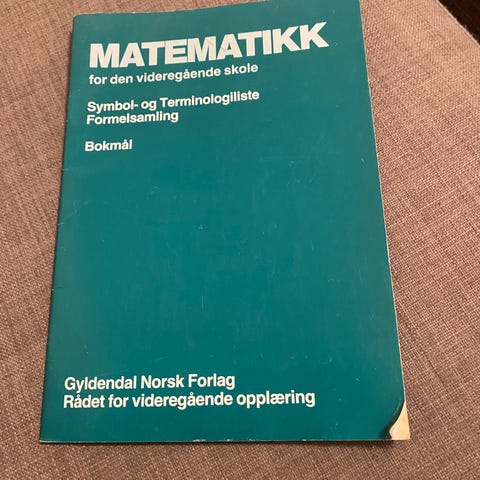 MATEMATIKK
for den videregående skole
Symbol- og Terminologiliste
Formelsamling
Bokmål
Gyldendal Norsk Forlag
Rådet for videregående opplæring